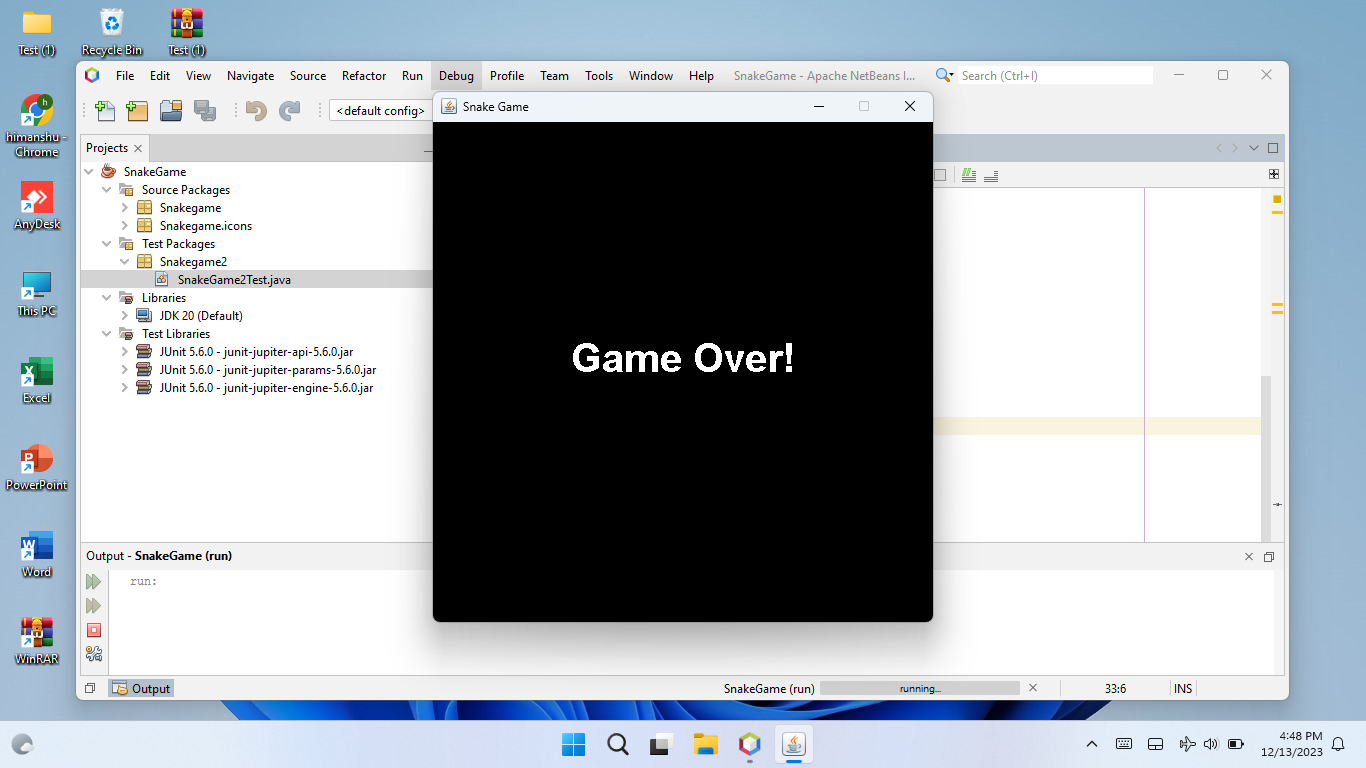 Test (1)
Recycle Bin
Test (1)
himanshu - Chrome
AnyDesk
This PC
Excel
PowerPoint
Word
WinRAR
File Edit View Navigate Source Refactor Run Debug Profile Team Tools Window Help
SnakeGame - Apache NetBeans I...
Search (Ctrl+I)
<default config>
Snake Game
Projects
SnakeGame
Source Packages
Snakegame
Snakegame.icons
Test Packages
Snakegame2
SnakeGame2Test.java
Libraries
JDK 20 (Default)
Test Libraries
JUnit 5.6.0 - junit-jupiter-api-5.6.0.jar
JUnit 5.6.0 - junit-jupiter-params-5.6.0.jar
JUnit 5.6.0 - junit-jupiter-engine-5.6.0.jar
Game Over!
Output - SnakeGame (run)
run:
Output
SnakeGame (run)
running...
33:6
INS
4:48 PM
12/13/2023